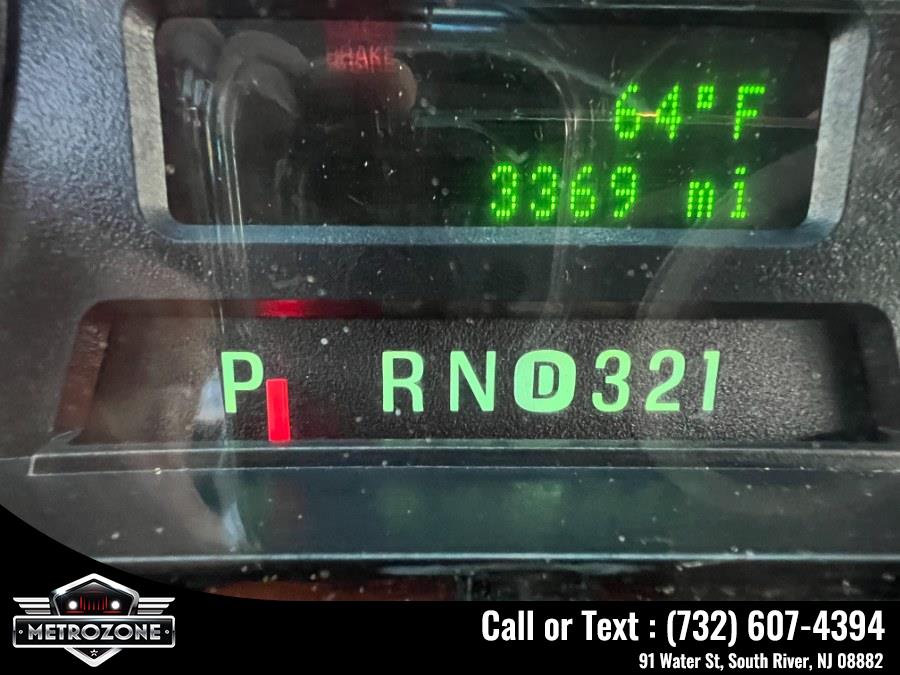 BRAKE
64°F
3369 mi
P RND321
METROZONE
Call or Text : (732) 607-4394
91 Water St, South River, NJ 08882